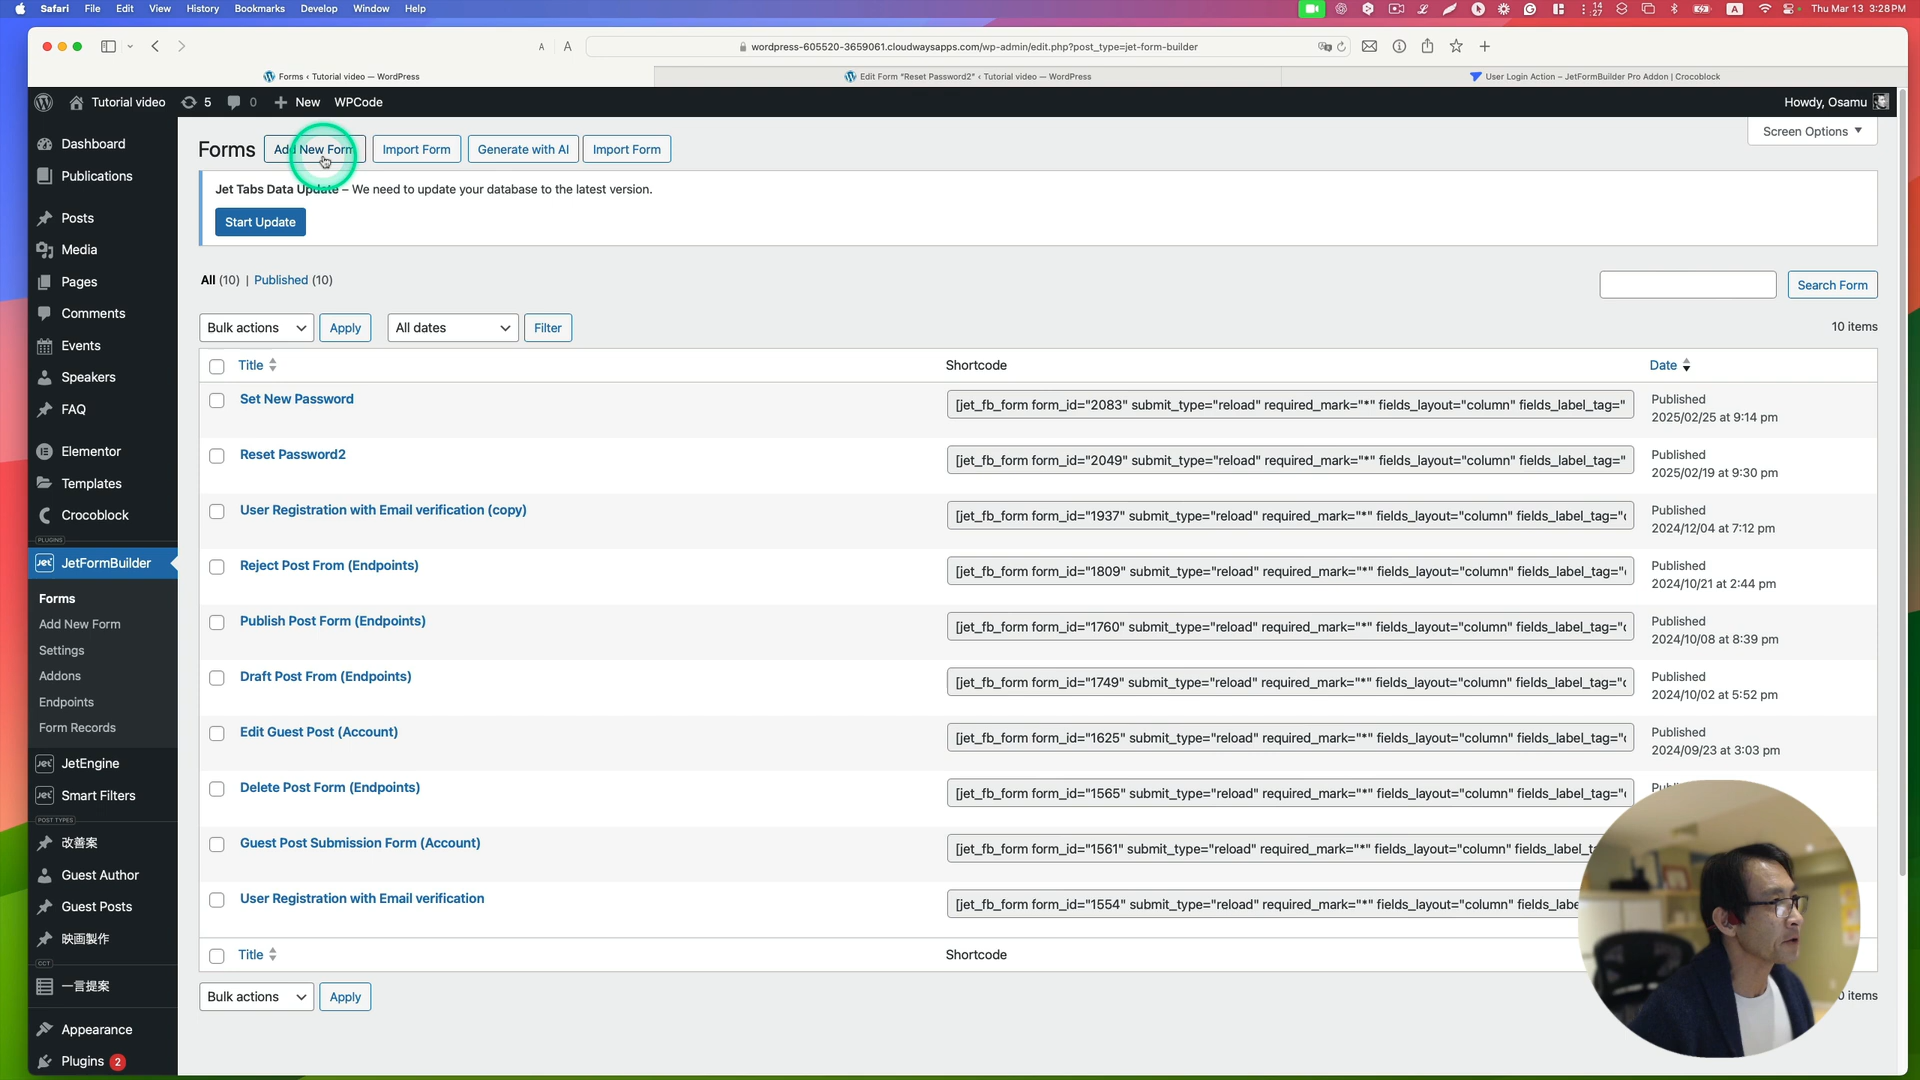 Safari File Edit View History Bookmarks Develop Window Help
14
27
A
Thu Mar 13 3:28PM
A A wordpress-605520-3659061.cloudwaysapps.com/wp-admin/edit.php?post_type=jet-form-builder
Forms ‹ Tutorial video — WordPress
Edit Form "Reset Password2" ‹ Tutorial video — WordPress
User Login Action – JetFormBuilder Pro Addon | Crocoblock
Tutorial video 5 0 New WPCode
Howdy, Osamu
Dashboard
Publications
Posts
Media
Pages
Comments
Events
Speakers
FAQ
Elementor
Templates
Crocoblock
PLUGINS
JetFormBuilder
Forms
Add New Form
Settings
Addons
Endpoints
Form Records
JetEngine
Smart Filters
POST TYPES
改善案
Guest Author
Guest Posts
映画製作
CCT
一言提案
Appearance
Plugins 2
Forms Add New Form Import Form Generate with AI Import Form
Screen Options
Jet Tabs Data Update – We need to update your database to the latest version.
Start Update
All (10) | Published (10)
Search Form
Bulk actions Apply All dates Filter
10 items
Title Shortcode Date
Set New Password [jet_fb_form form_id="2083" submit_type="reload" required_mark="*" fields_layout="column" fields_label_tag=" Published
2025/02/25 at 9:14 pm
Reset Password2 [jet_fb_form form_id="2049" submit_type="reload" required_mark="*" fields_layout="column" fields_label_tag=" Published
2025/02/19 at 9:30 pm
User Registration with Email verification (copy) [jet_fb_form form_id="1937" submit_type="reload" required_mark="*" fields_layout="column" fields_label_tag=" Published
2024/12/04 at 7:12 pm
Reject Post From (Endpoints) [jet_fb_form form_id="1809" submit_type="reload" required_mark="*" fields_layout="column" fields_label_tag=" Published
2024/10/21 at 2:44 pm
Publish Post Form (Endpoints) [jet_fb_form form_id="1760" submit_type="reload" required_mark="*" fields_layout="column" fields_label_tag=" Published
2024/10/08 at 8:39 pm
Draft Post From (Endpoints) [jet_fb_form form_id="1749" submit_type="reload" required_mark="*" fields_layout="column" fields_label_tag=" Published
2024/10/02 at 5:52 pm
Edit Guest Post (Account) [jet_fb_form form_id="1625" submit_type="reload" required_mark="*" fields_layout="column" fields_label_tag=" Published
2024/09/23 at 3:03 pm
Delete Post Form (Endpoints) [jet_fb_form form_id="1565" submit_type="reload" required_mark="*" fields_layout="column" fields_label_tag="
Guest Post Submission Form (Account) [jet_fb_form form_id="1561" submit_type="reload" required_mark="*" fields_layout="column" fields_label_
User Registration with Email verification [jet_fb_form form_id="1554" submit_type="reload" required_mark="*" fields_layout="column" fields_labe
Title Shortcode
Bulk actions Apply
items